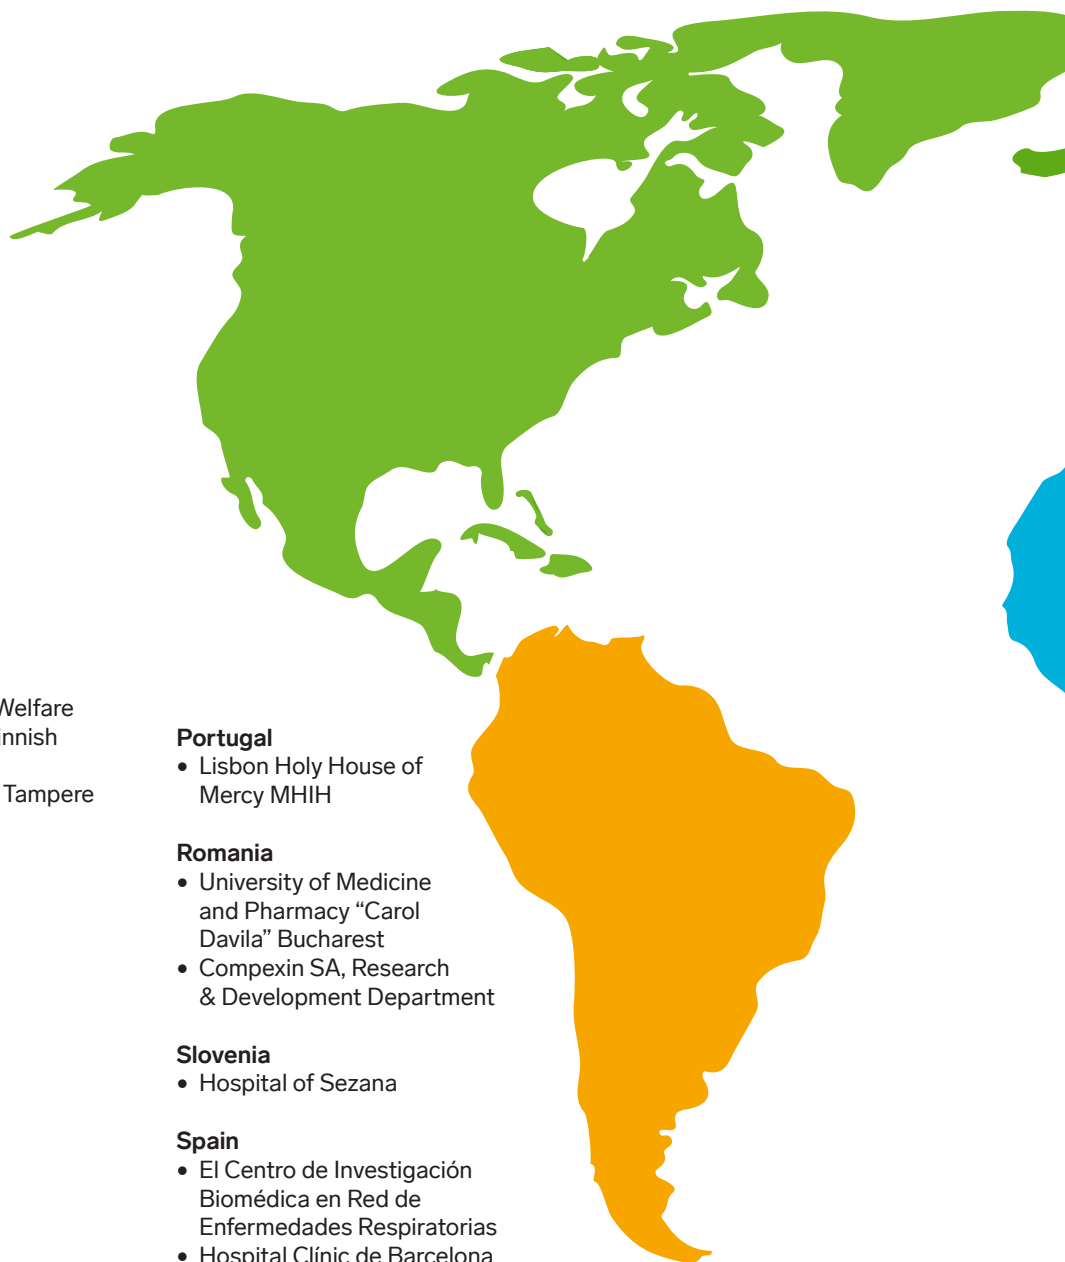 Welfare
innish
Tampere
Portugal
• Lisbon Holy House of
Mercy MHIH
Romania
• University of Medicine
and Pharmacy “Carol
Davila” Bucharest
• Compexin SA, Research
& Development Department
Slovenia
• Hospital of Sezana
Spain
• El Centro de Investigación
Biomédica en Red de
Enfermedades Respiratorias
• Hospital Clínic de Barcelona